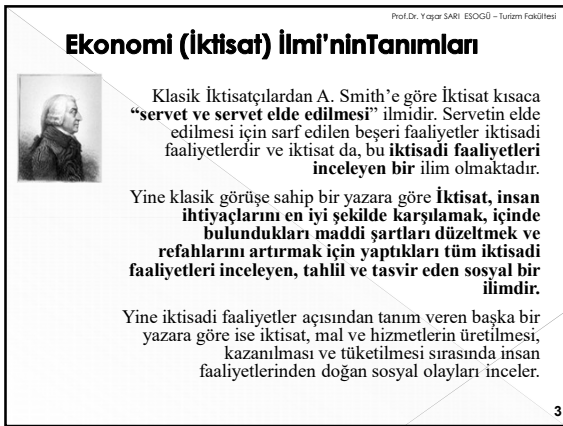 Prof.Dr. Yaşar SARI ESOGÜ – Turizm Fakültesi
Ekonomi (İktisat) İlmi'ninTanımları
Klasik İktisatçılardan A. Smith'e göre İktisat kısaca
“servet ve servet elde edilmesi” ilmidir. Servetin elde
edilmesi için sarf edilen beşeri faaliyetler iktisadi
faaliyetlerdir ve iktisat da, bu iktisadi faaliyetleri
inceleyen bir ilim olmaktadır.
Yine klasik görüşe sahip bir yazara göre İktisat, insan
ihtiyaçlarını en iyi şekilde karşılamak, içinde
bulundukları maddi şartları düzeltmek ve
refahlarını artırmak için yaptıkları tüm iktisadi
faaliyetleri inceleyen, tahlil ve tasvir eden sosyal bir
ilimdir.
Yine iktisadi faaliyetler açısından tanım veren başka bir
yazara göre ise iktisat, mal ve hizmetlerin üretilmesi,
kazanılması ve tüketilmesi sırasında insan
faaliyetlerinden doğan sosyal olayları inceler.
3